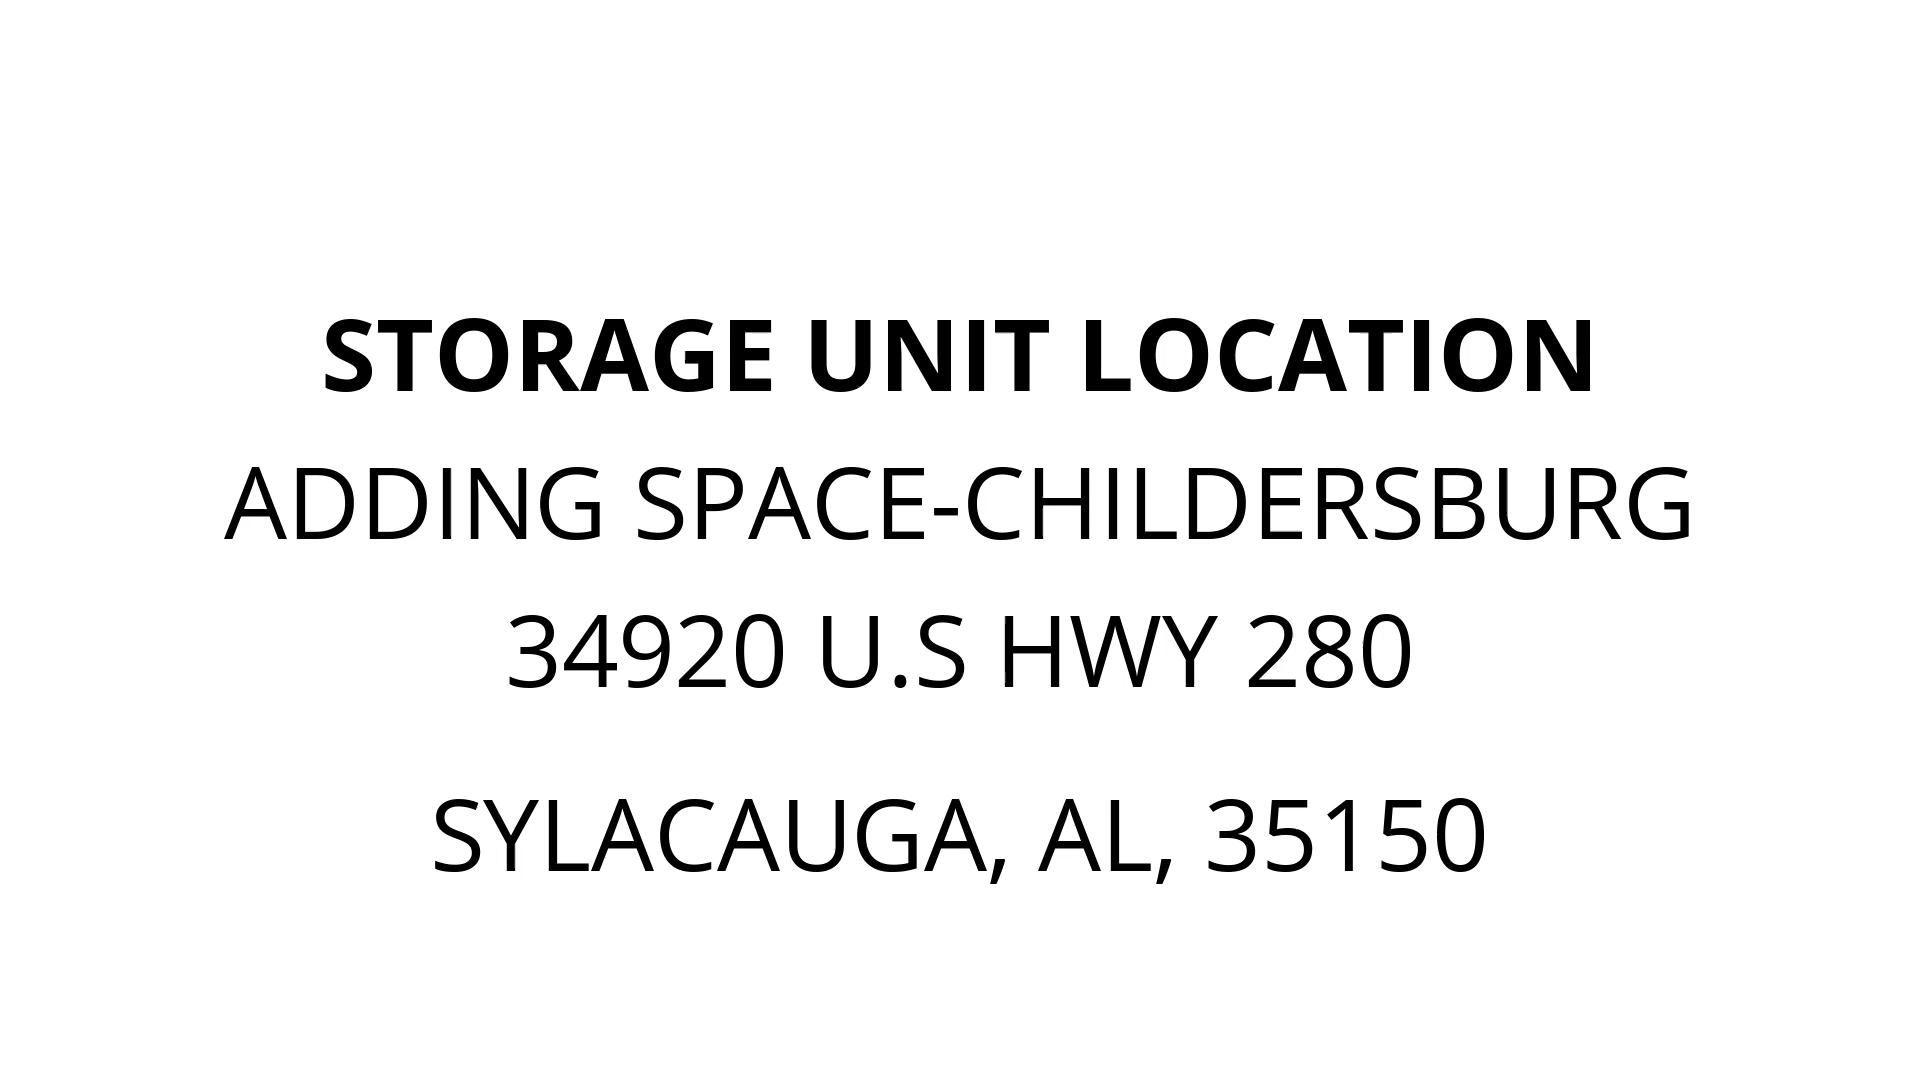 STORAGE UNIT LOCATION
ADDING SPACE-CHILDERSBURG
34920 U.S HWY 280
SYLACAUGA, AL, 35150